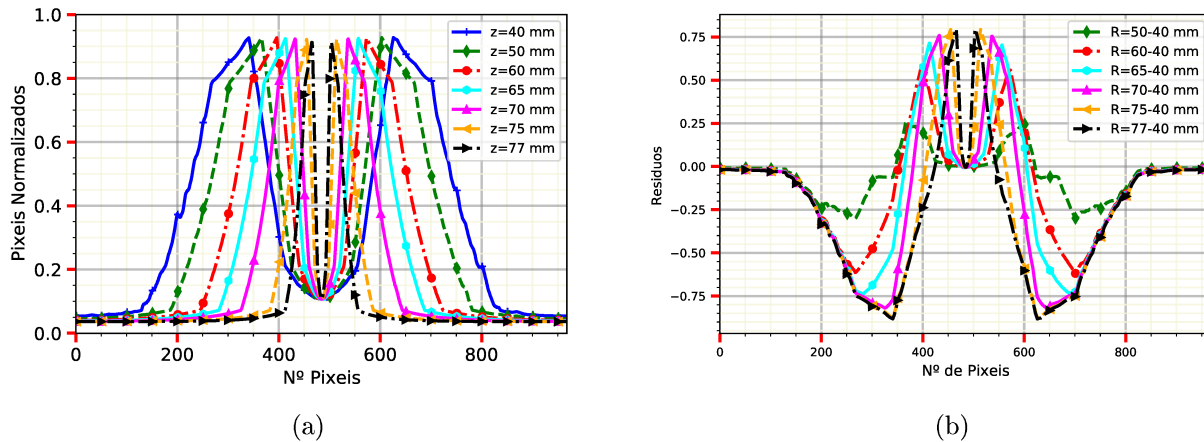 1.0
0.8
0.6
0.4
0.2
0.0
Pixeis Normalizados
0 200 400 600 800
Nº Pixeis
z=40 mm
z=50 mm
z=60 mm
z=65 mm
z=70 mm
z=75 mm
z=77 mm
(a)
0.75
0.50
0.25
0.00
−0.25
−0.50
−0.75
Residuos
0 200 400 600 800
Nº de Pixeis
R=50-40 mm
R=60-40 mm
R=65-40 mm
R=70-40 mm
R=75-40 mm
R=77-40 mm
(b)